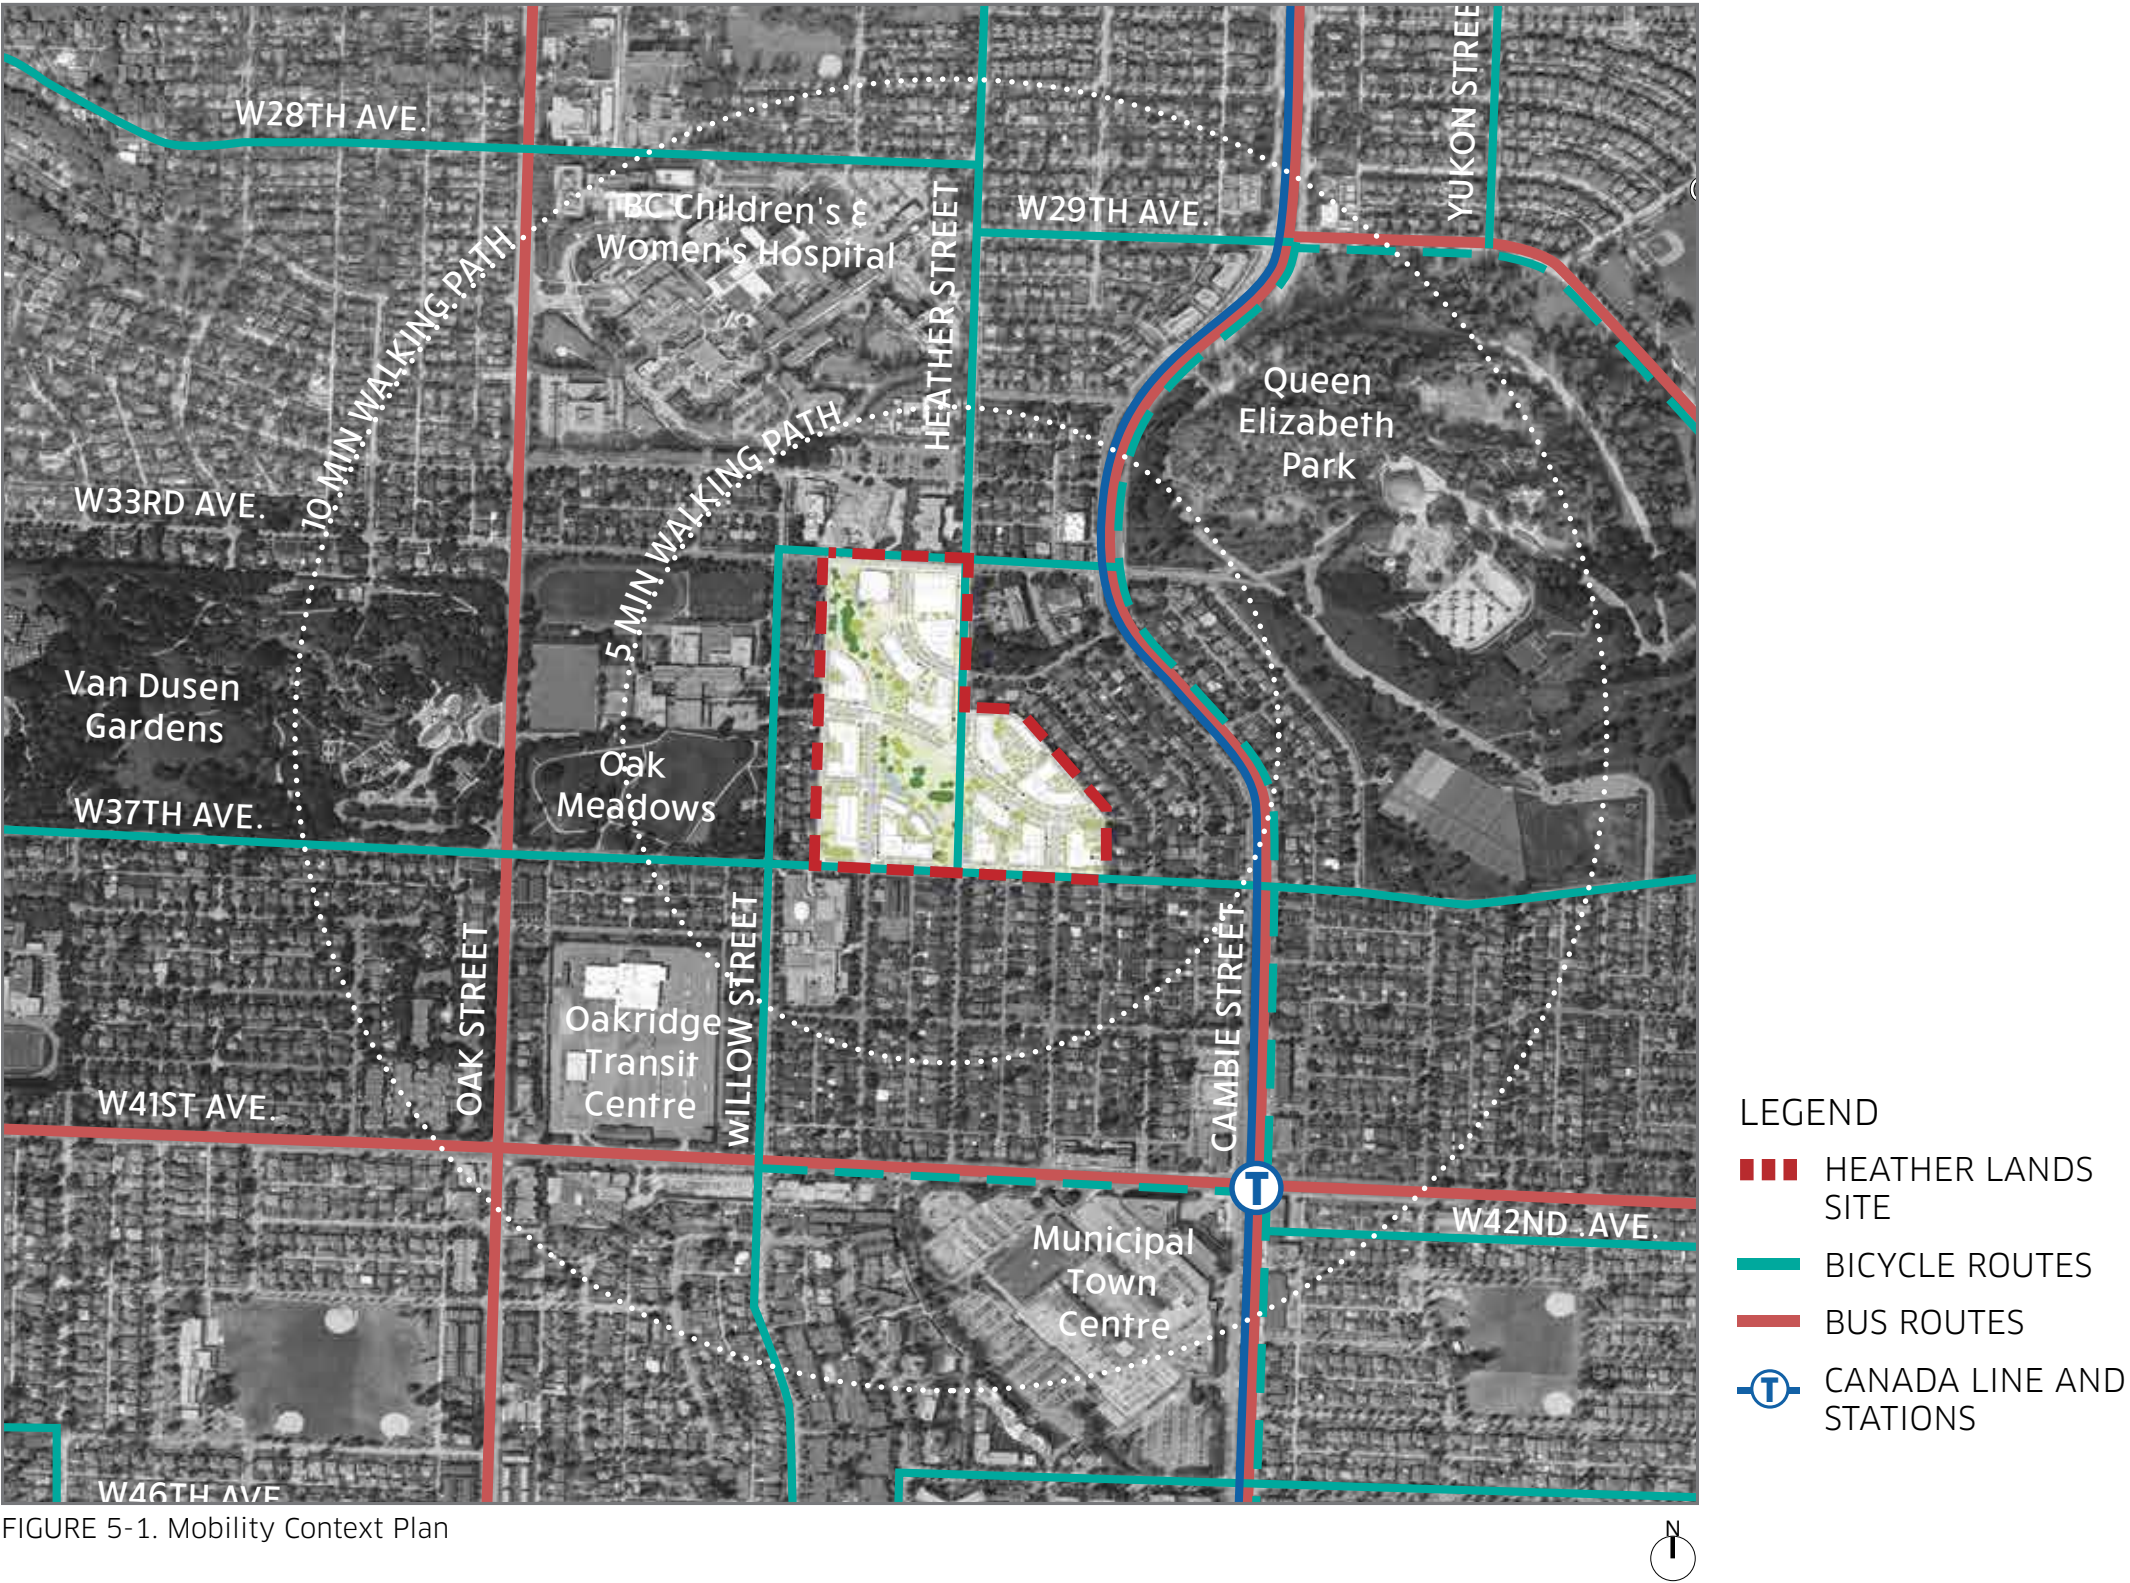 YUKON STREE
W28TH AVE.
BC Children's &
Women's Hospital
HEATHER STREET
W29TH AVE.
10 MIN WALKING PATH
5 MIN WALKING PATH
Queen
Elizabeth
Park
W33RD AVE.
Van Dusen
Gardens
Oak
Meadows
W37TH AVE.
OAK STREET
WILLOW STREET
CAMBIE STREET
Oakridge
Transit
Centre
W41ST AVE.
T
W42ND .AVE.
Municipal
Town
Centre
W46TH AVE
LEGEND
HEATHER LANDS
SITE
BICYCLE ROUTES
BUS ROUTES
T
CANADA LINE AND
STATIONS
FIGURE 5-1. Mobility Context Plan
N